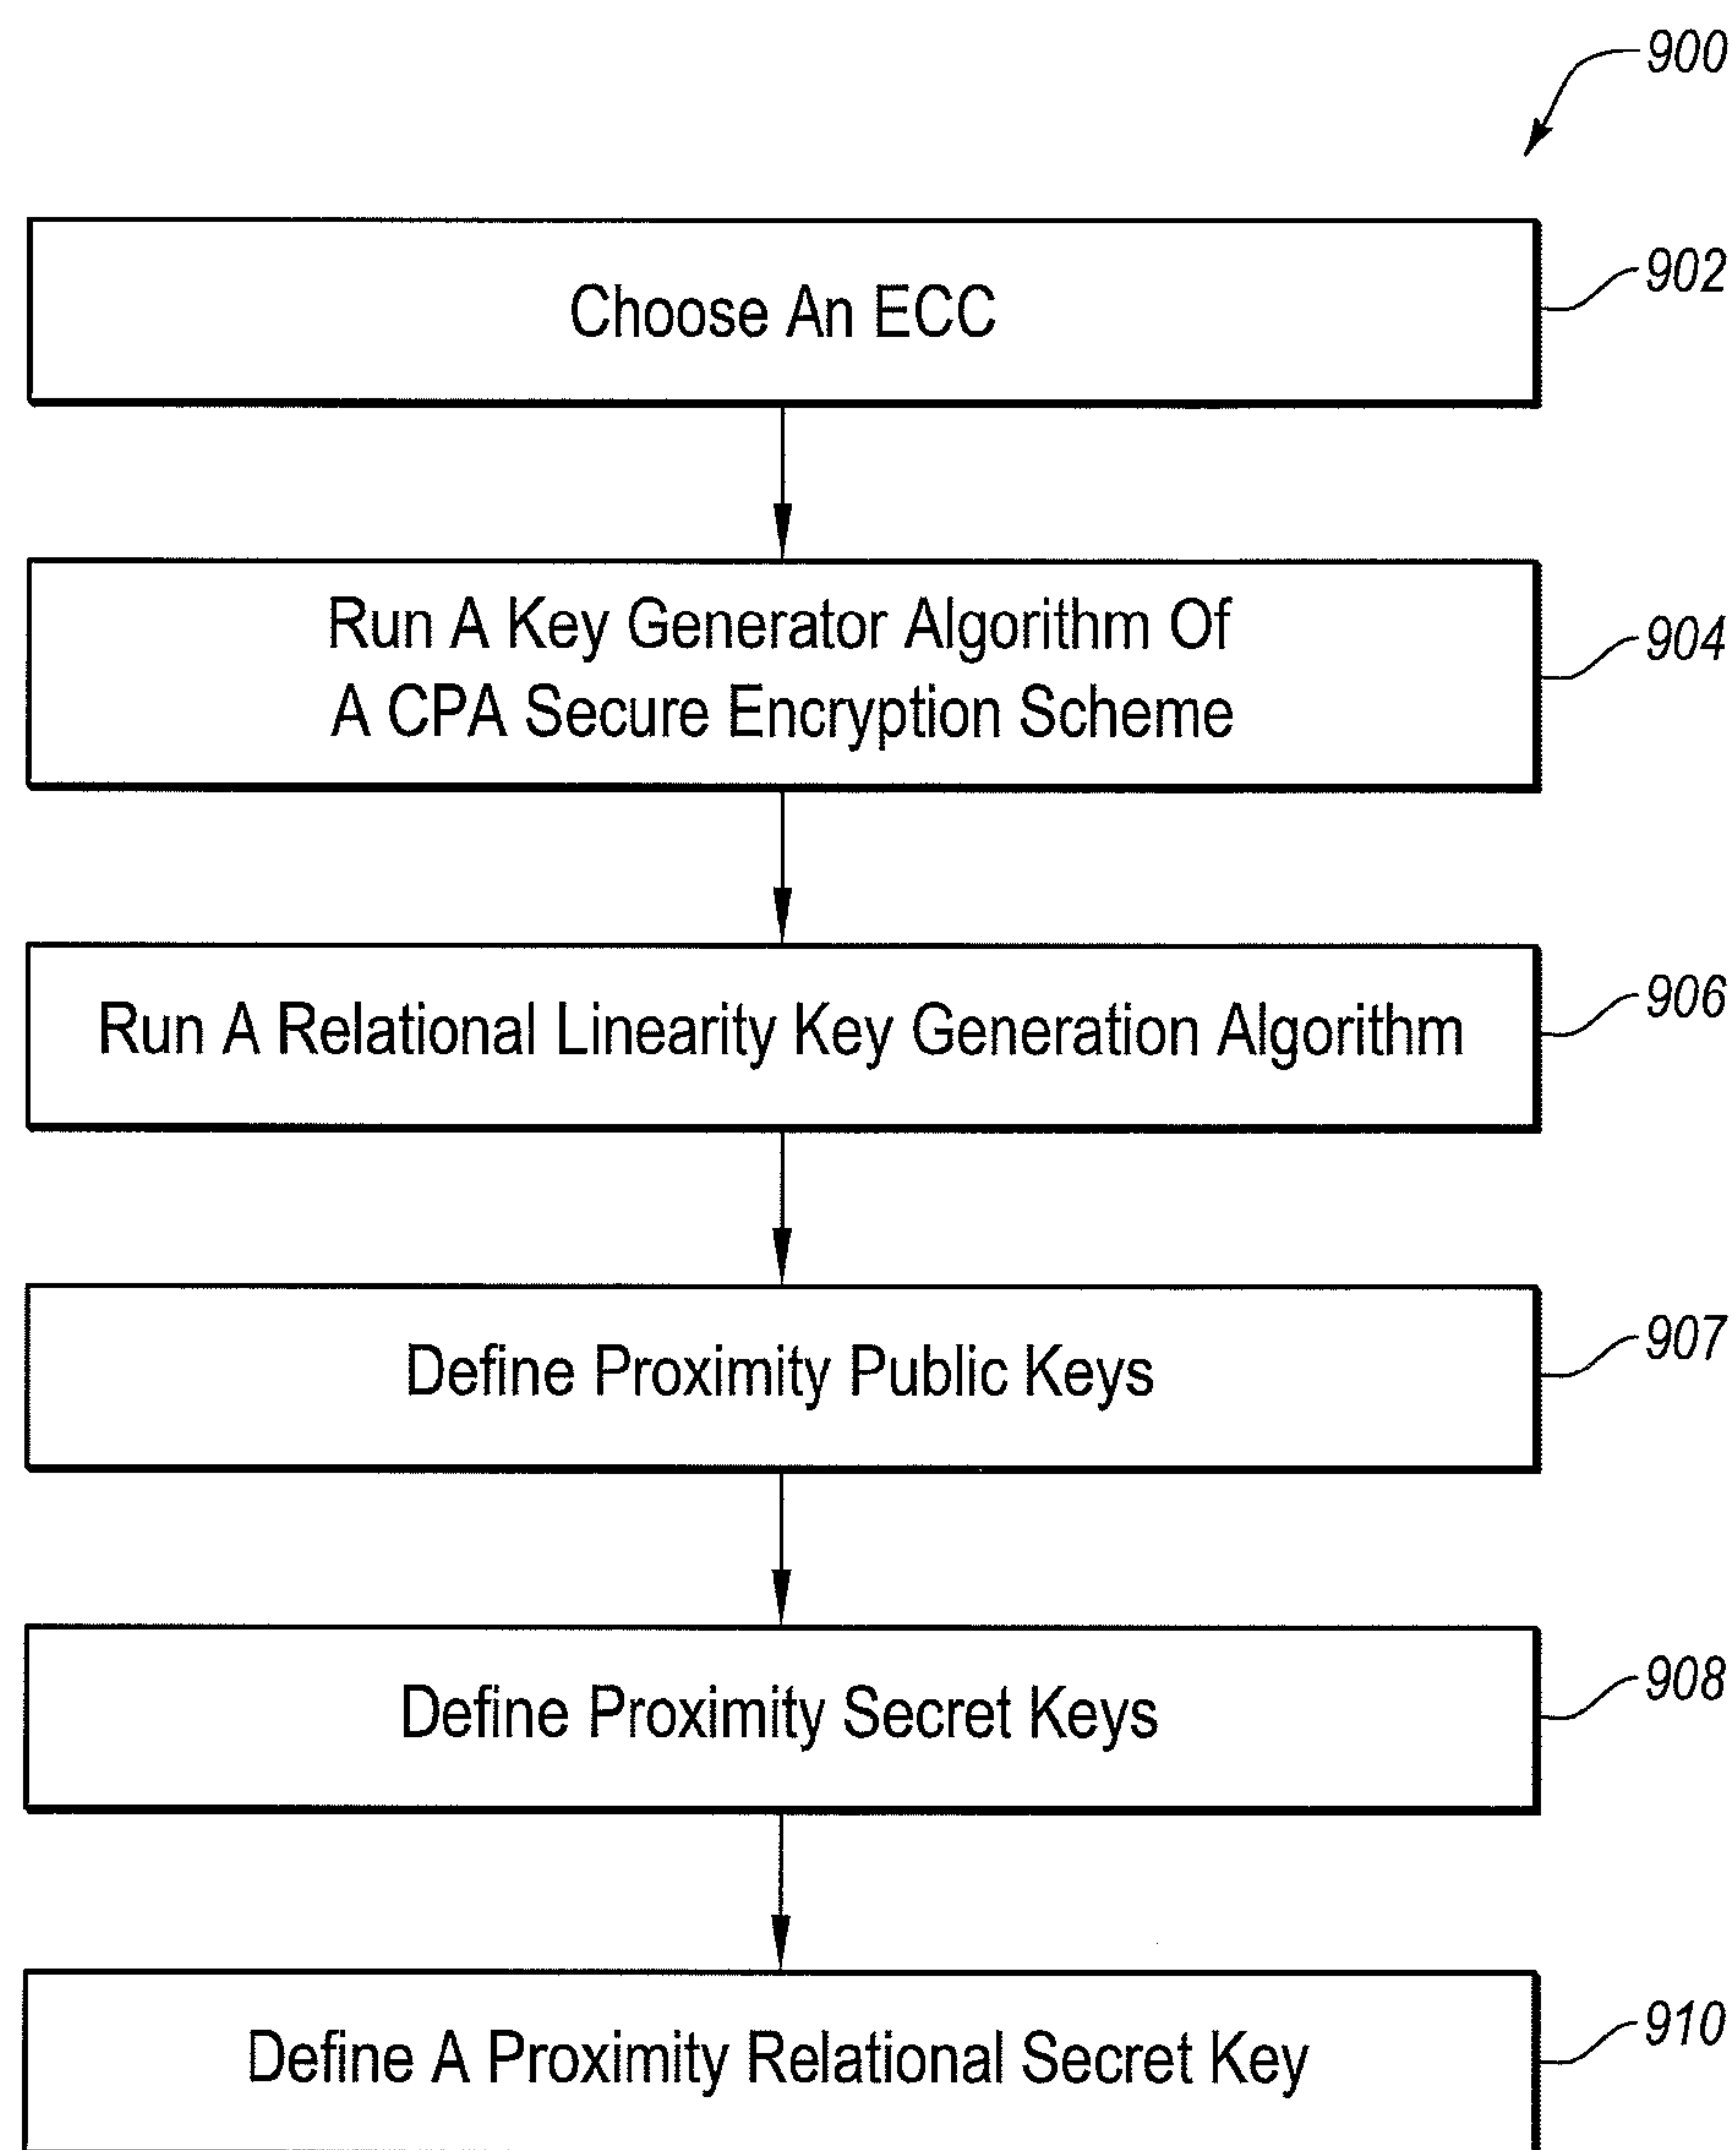 900
Choose An ECC
902
Run A Key Generator Algorithm Of
A CPA Secure Encryption Scheme
904
Run A Relational Linearity Key Generation Algorithm
906
Define Proximity Public Keys
907
Define Proximity Secret Keys
908
Define A Proximity Relational Secret Key
910